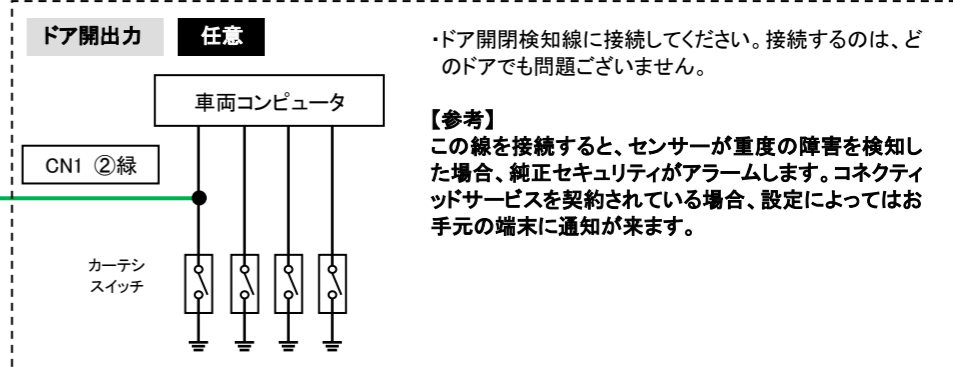 ドア開出力 任意
車両コンピュータ
CN1 ②緑
カーテシ
スイッチ
・ドア開閉検知線に接続してください。接続するのは、ど
のドアでも問題ございません。
【参考】
この線を接続すると、センサーが重度の障害を検知し
た場合、純正セキュリティがアラームします。コネクティ
ッドサービスを契約されている場合、設定によってはお
手元の端末に通知が来ます。